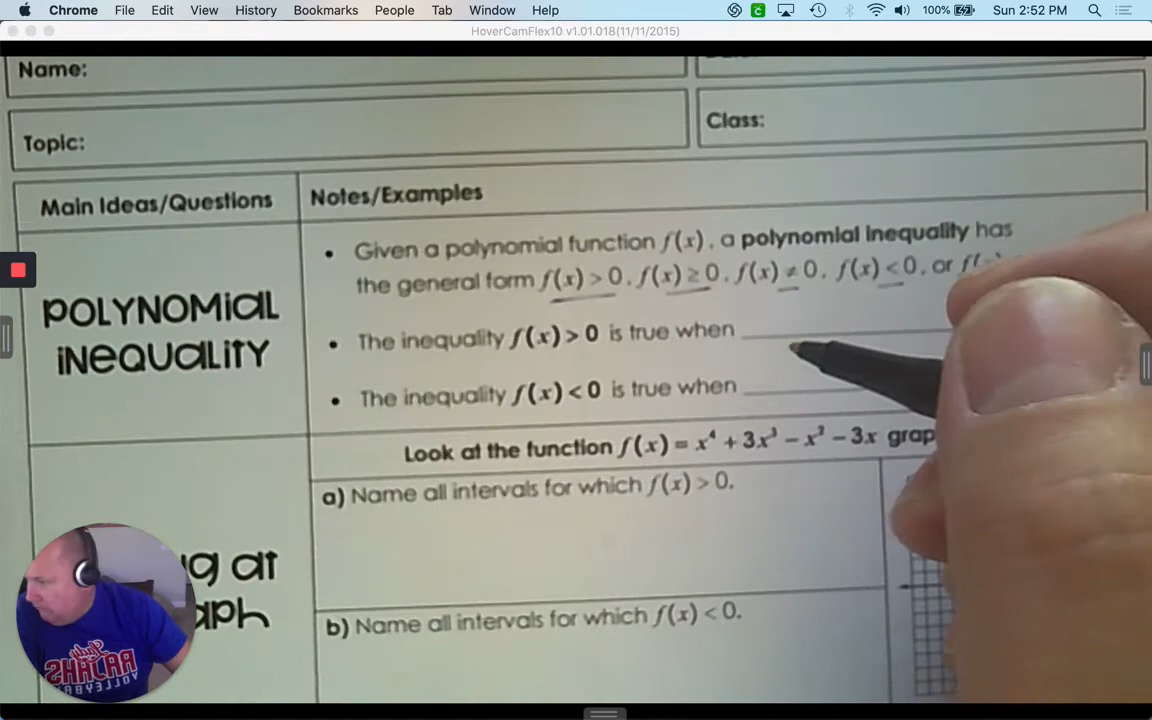 Chrome File Edit View History Bookmarks People Tab Window Help 100% Sun 2:52 PM
HoverCamFlex10 v1.01.018(11/11/2015)
Name:
Topic:
Class:
Main Ideas/Questions
Notes/Examples
POLYNOMIAL
INEQUALITY
• Given a polynomial function f(x), a polynomial inequality has
the general form f(x) > 0, f(x) ≥ 0, f(x) ≠ 0, f(x) < 0, or
• The inequality f(x) > 0 is true when
• The inequality f(x) < 0 is true when
Look at the function f(x) = x⁴ + 3x³ − x² − 3x
a) Name all intervals for which f(x) > 0.
b) Name all intervals for which f(x) < 0.
at